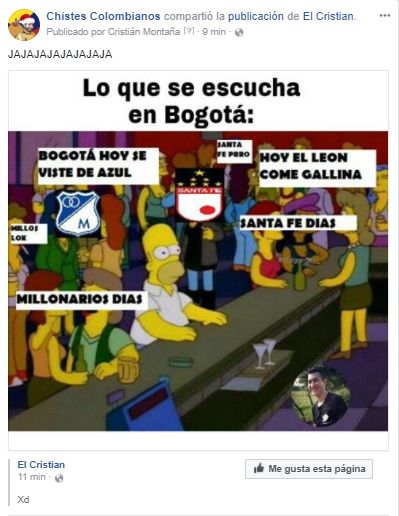 Chistes Colombianos compartió la publicación de El Cristian.
Publicado por Cristián Montaña [?] · 9 min ·
JAJAJAJAJAJAJAJA
Lo que se escucha
en Bogotá:
BOGOTÁ HOY SE
VISTE DE AZUL
SANTA
FE PRRO
HOY EL LEON
COME GALLINA
M
SANTA FE
MILLOS
LOK
SANTA FE DIAS
MILLONARIOS DIAS
El Cristian
11 min ·
Me gusta esta página
Xd